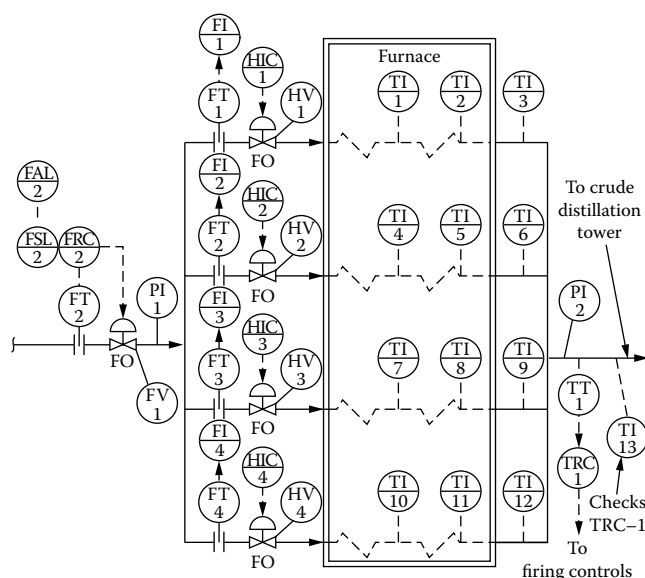 FI
1
HIC
1
FT
1
HV
1
FO
Furnace
TI
1
TI
2
TI
3
FI
2
HIC
2
FT
2
HV
2
FO
TI
4
TI
5
TI
6
FAL
2
FSL
2
FRC
2
FT
2
FO
PI
1
FV
1
FI
3
HIC
3
FT
3
HV
3
FO
TI
7
TI
8
TI
9
FI
4
HIC
4
FT
4
HV
4
FO
TI
10
TI
11
TI
12
To crude
distillation
tower
PI
2
TT
1
TRC
1
TI
13
Checks
TRC–1
To
firing controls